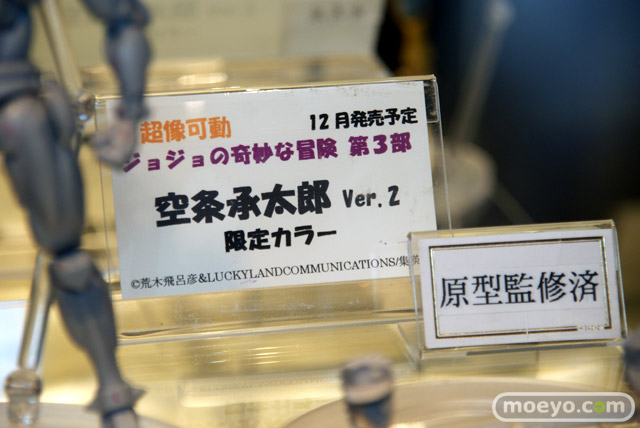 超像可動
12月発売予定
ジョジョの奇妙な冒険 第3部
空条承太郎 Ver.2
限定カラー
©荒木飛呂彦&LUCKYLANDCOMMUNICATIONS/集英
原型監修済
moeyo.com